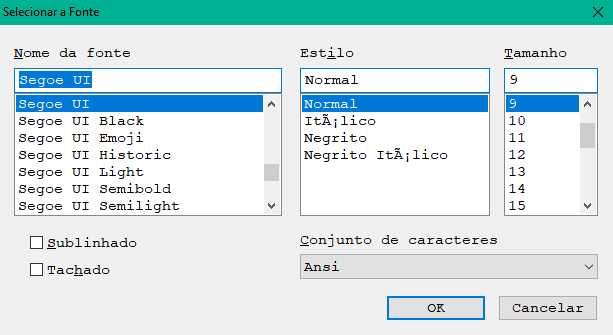 Selecionar a Fonte
Nome da fonte
Segoe UI
Segoe UI
Segoe UI Black
Segoe UI Emoji
Segoe UI Historic
Segoe UI Light
Segoe UI Semibold
Segoe UI Semilight
Estilo
Normal
Normal
ItÃ¡lico
Negrito
Negrito ItÃ¡lico
Tamanho
9
9
10
11
12
13
14
15
Sublinhado
Tachado
Conjunto de caracteres
Ansi
OK
Cancelar